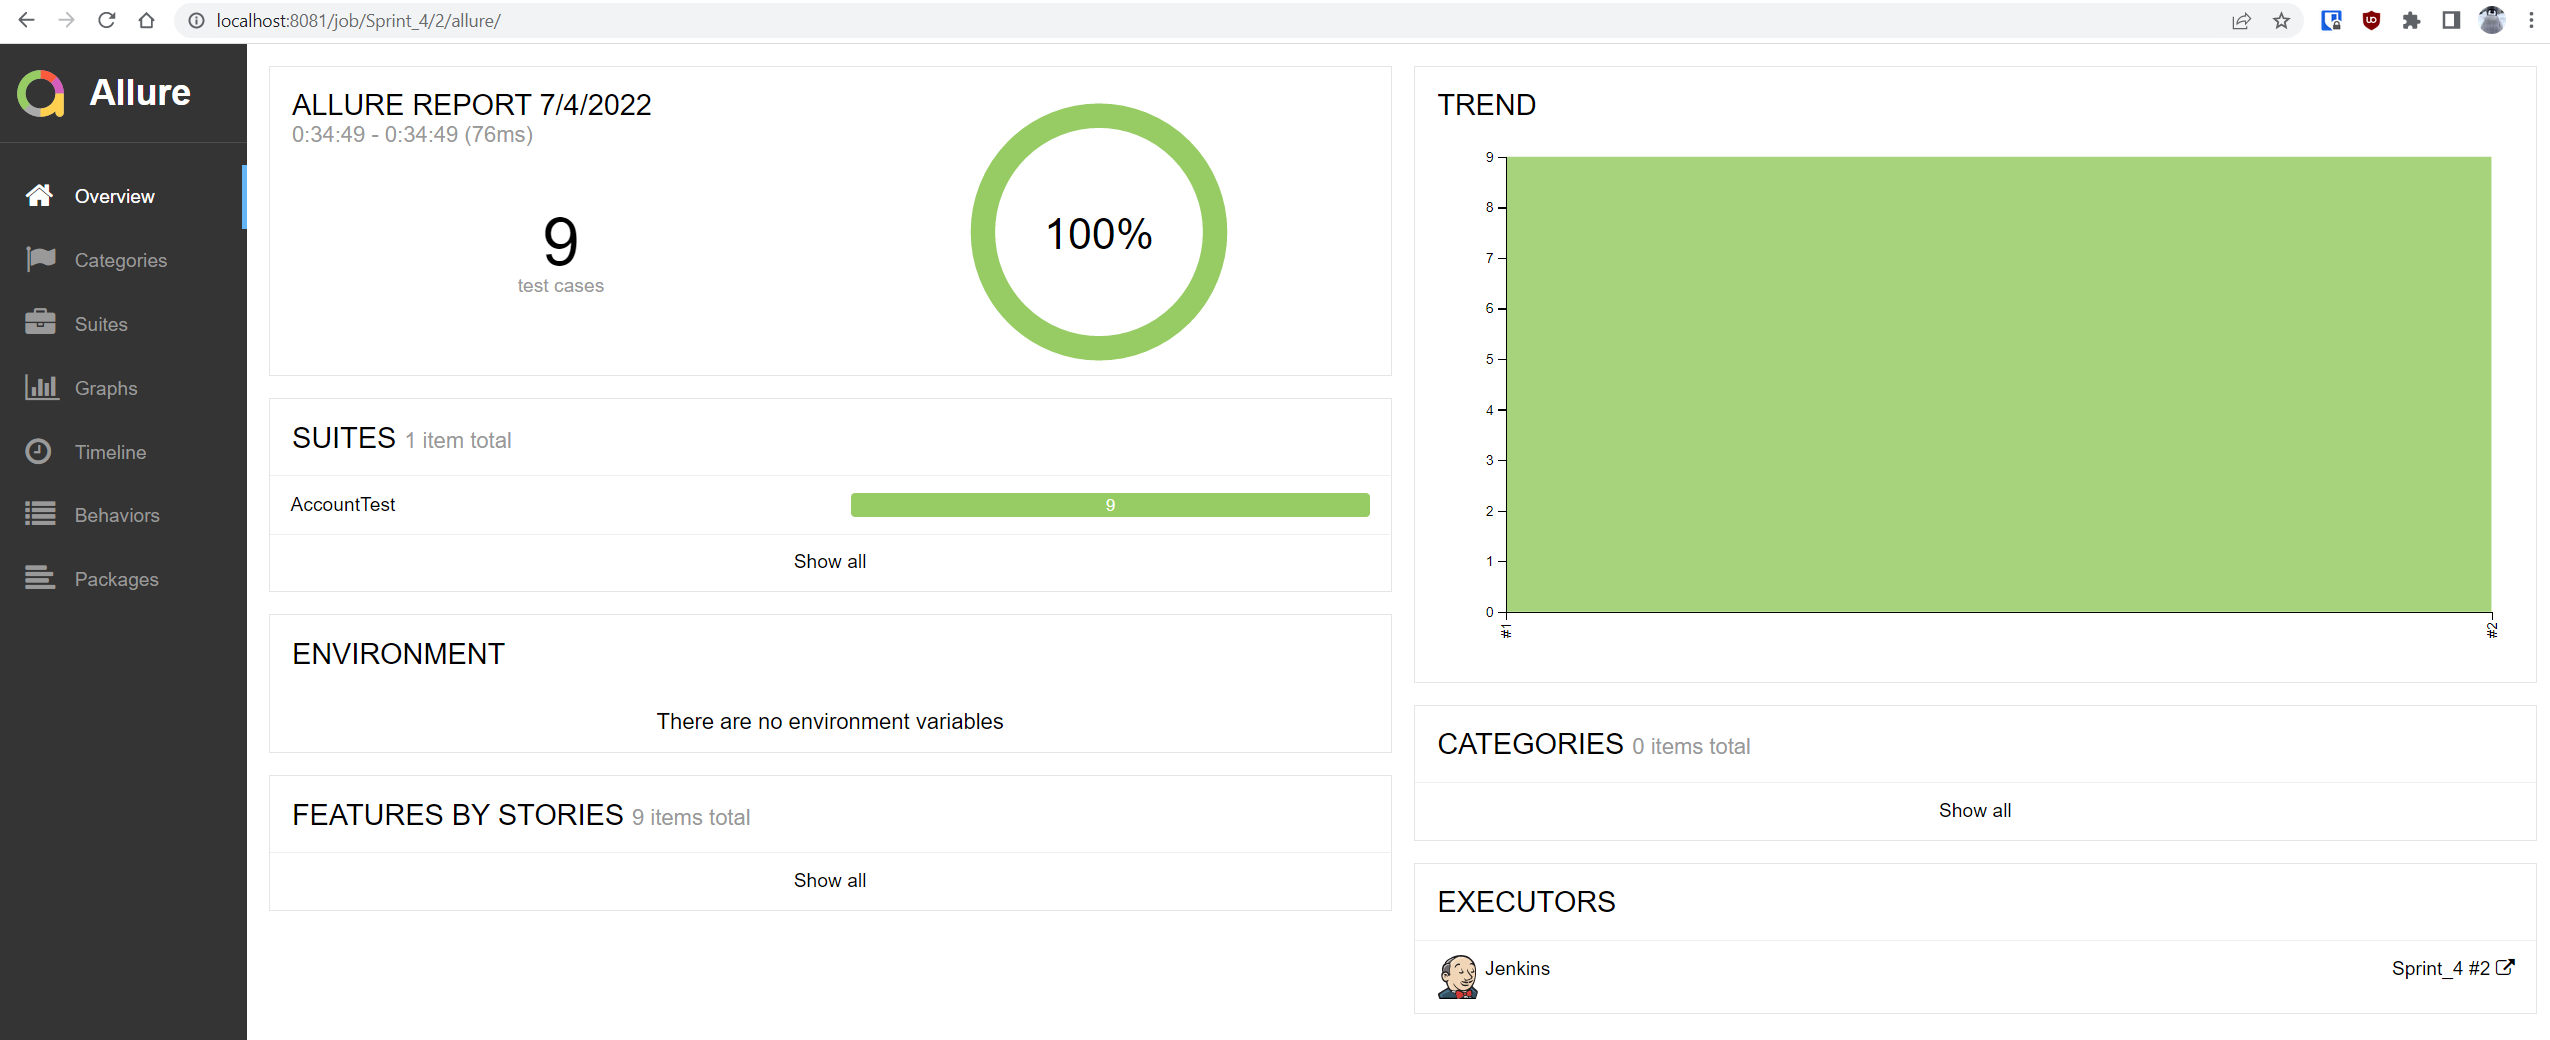 localhost:8081/job/Sprint_4/2/allure/
Allure
Overview
Categories
Suites
Graphs
Timeline
Behaviors
Packages
ALLURE REPORT 7/4/2022
0:34:49 - 0:34:49 (76ms)
9
test cases
100%
SUITES 1 item total
AccountTest 9
Show all
ENVIRONMENT
There are no environment variables
FEATURES BY STORIES 9 items total
Show all
TREND
9
8
7
6
5
4
3
2
1
0
#1 #2
CATEGORIES 0 items total
Show all
EXECUTORS
Jenkins Sprint_4 #2